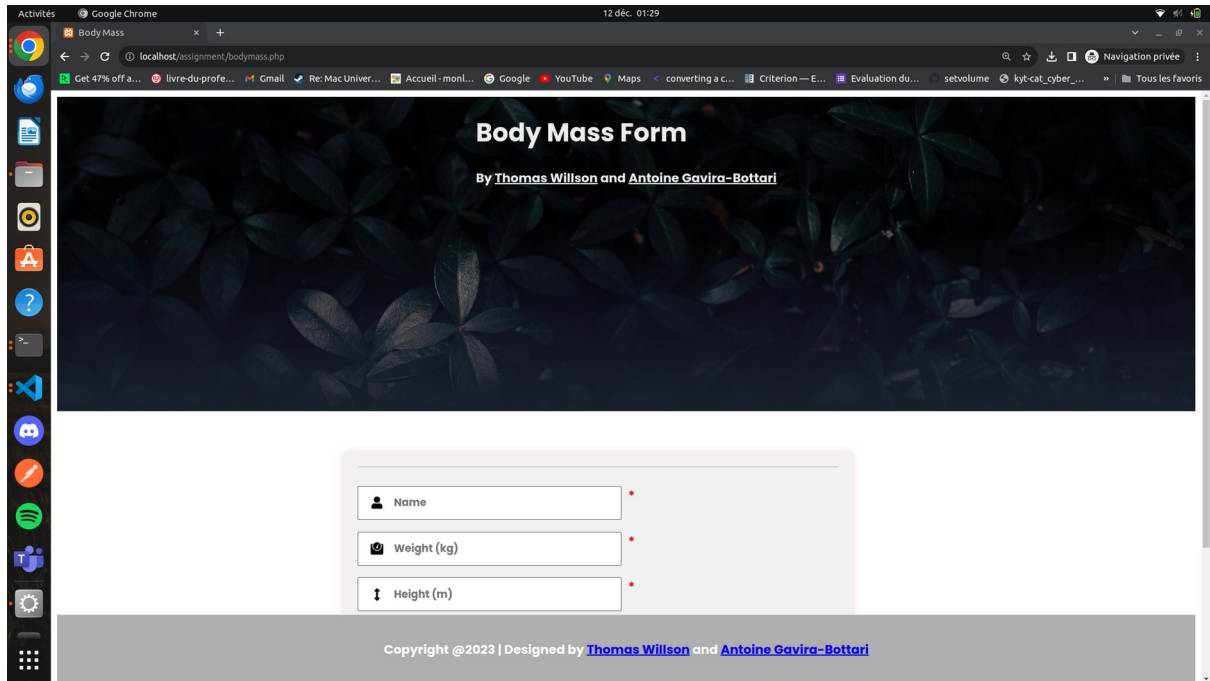 Activités Google Chrome 12 déc. 01:29
Body Mass × +
localhost/assignment/bodymass.php Navigation privée
Get 47% off a... livre-du-profe... Gmail Re: Mac Univer... Accueil - monl... Google YouTube Maps converting a c... Criterion — E... Evaluation du... setvolume kyt-cat_cyber_... » Tous les favoris
Body Mass Form
By Thomas Willson and Antoine Gavira-Bottari
Name *
Weight (kg) *
Height (m) *
Copyright @2023 | Designed by Thomas Willson and Antoine Gavira-Bottari